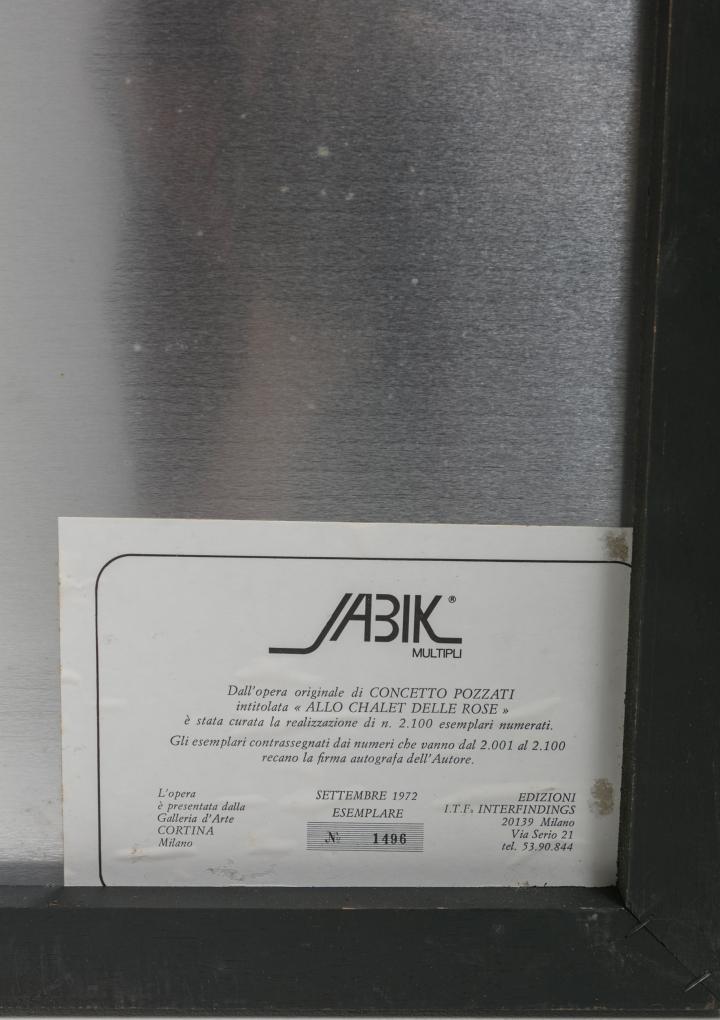 JABIK®
MULTIPLI
Dall'opera originale di CONCETTO POZZATI
intitolata « ALLO CHALET DELLE ROSE »
è stata curata la realizzazione di n. 2.100 esemplari numerati.
Gli esemplari contrassegnati dai numeri che vanno dal 2.001 al 2.100
recano la firma autografa dell'Autore.
L'opera
è presentata dalla
Galleria d'Arte
CORTINA
Milano
SETTEMBRE 1972
ESEMPLARE
№ 1496
EDIZIONI
I.T.F. INTERFINDINGS
20139 Milano
Via Serio 21
tel. 53.90.844